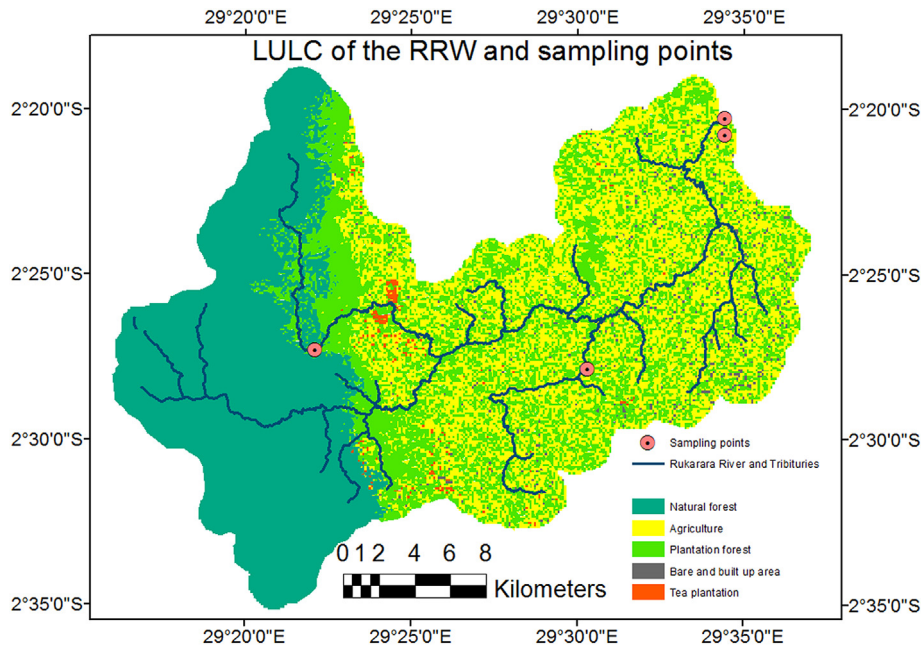 29°20'0"E 29°25'0"E 29°30'0"E 29°35'0"E
LULC of the RRW and sampling points
2°20'0"S 2°20'0"S
2°25'0"S 2°25'0"S
2°30'0"S 2°30'0"S
Sampling points
Rukarara River and Tributuries
Natural forest
Agriculture
Plantation forest
Bare and built up area
Tea plantation
0 1 2 4 6 8
Kilometers
2°35'0"S 2°35'0"S
29°20'0"E 29°25'0"E 29°30'0"E 29°35'0"E